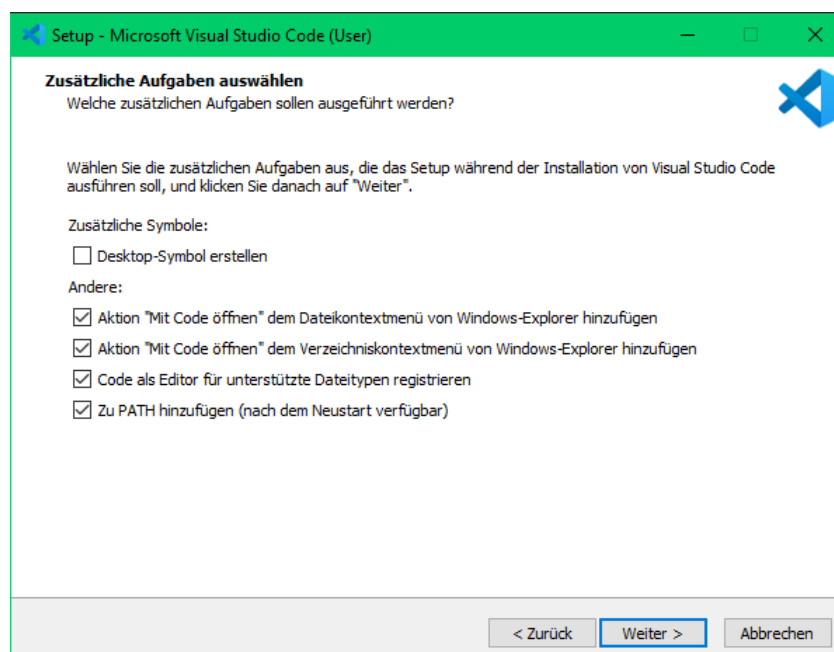 Setup - Microsoft Visual Studio Code (User)
Zusätzliche Aufgaben auswählen
Welche zusätzlichen Aufgaben sollen ausgeführt werden?
Wählen Sie die zusätzlichen Aufgaben aus, die das Setup während der Installation von Visual Studio Code
ausführen soll, und klicken Sie danach auf "Weiter".
Zusätzliche Symbole:
Desktop-Symbol erstellen
Andere:
Aktion "Mit Code öffnen" dem Dateikontextmenü von Windows-Explorer hinzufügen
Aktion "Mit Code öffnen" dem Verzeichniskontextmenü von Windows-Explorer hinzufügen
Code als Editor für unterstützte Dateitypen registrieren
Zu PATH hinzufügen (nach dem Neustart verfügbar)
< Zurück Weiter > Abbrechen